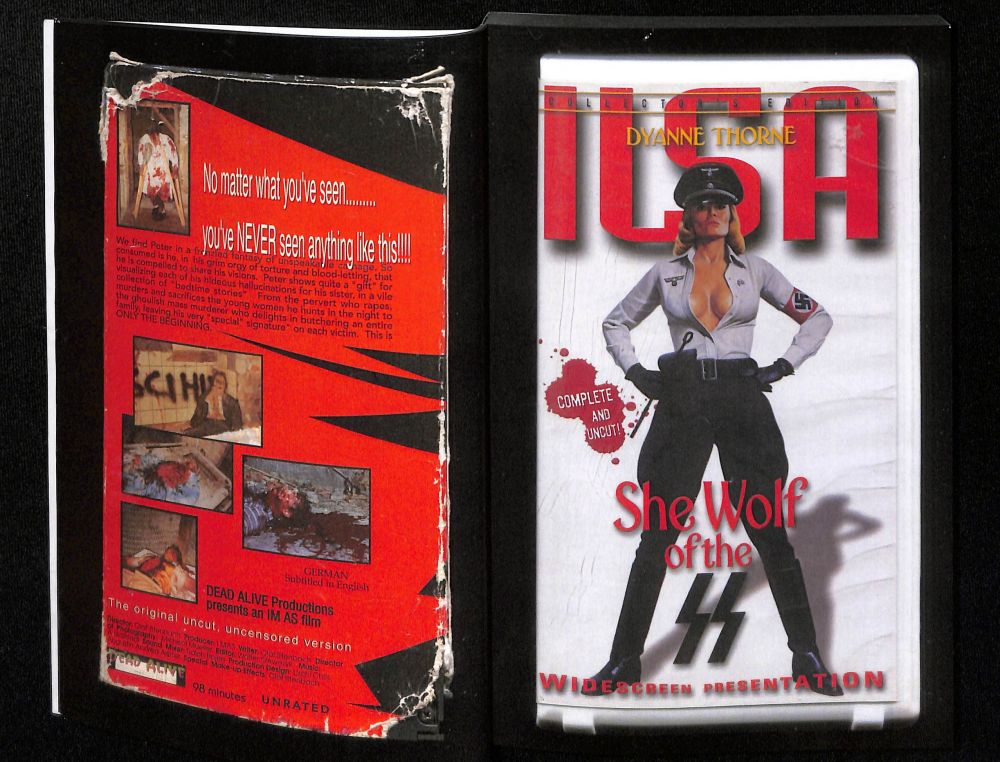 No matter what you've seen.........
you've NEVER seen anything like this!!!!
We find Peter in a frenzied fantasy of unspeakable carnage. So
consumed is he, in his grim orgy of torture and blood-letting, that
he is compelled to share his visions. Peter shows quite a "gift" for
visualizing each of his hideous hallucinations for his sister, in a vile
collection of "bedtime stories". From the pervert who rapes,
murders and sacrifices the young women he hunts in the night to
the ghoulish mass murderer who delights in butchering an entire
family leaving his very "special" signature" on each victim. This is
ONLY THE BEGINNING.
GERMAN
Subtitled in English
DEAD ALIVE Productions
presents an IM AS film
The original uncut, uncensored version
DEAD ALIVE
98 minutes UNRATED
COLLECTOR'S EDITION
ILSA
DYANNE THORNE
COMPLETE
AND
UNCUT!
She Wolf
of the
SS
WIDESCREEN PRESENTATION